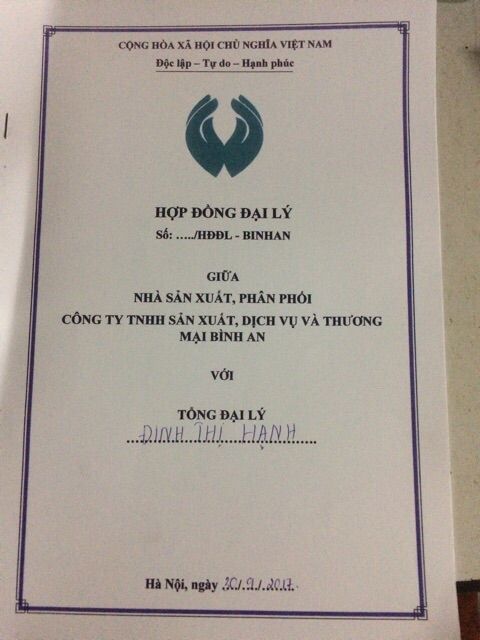 CỘNG HÒA XÃ HỘI CHỦ NGHĨA VIỆT NAM
Độc lập – Tự do – Hạnh phúc
HỢP ĐỒNG ĐẠI LÝ
Số: …../HĐĐL - BINHAN
GIỮA
NHÀ SẢN XUẤT, PHÂN PHỐI
CÔNG TY TNHH SẢN XUẤT, DỊCH VỤ VÀ THƯƠNG
MẠI BÌNH AN
VỚI
TỔNG ĐẠI LÝ
ĐINH THỊ HẠNH
Hà Nội, ngày 30/9/2017